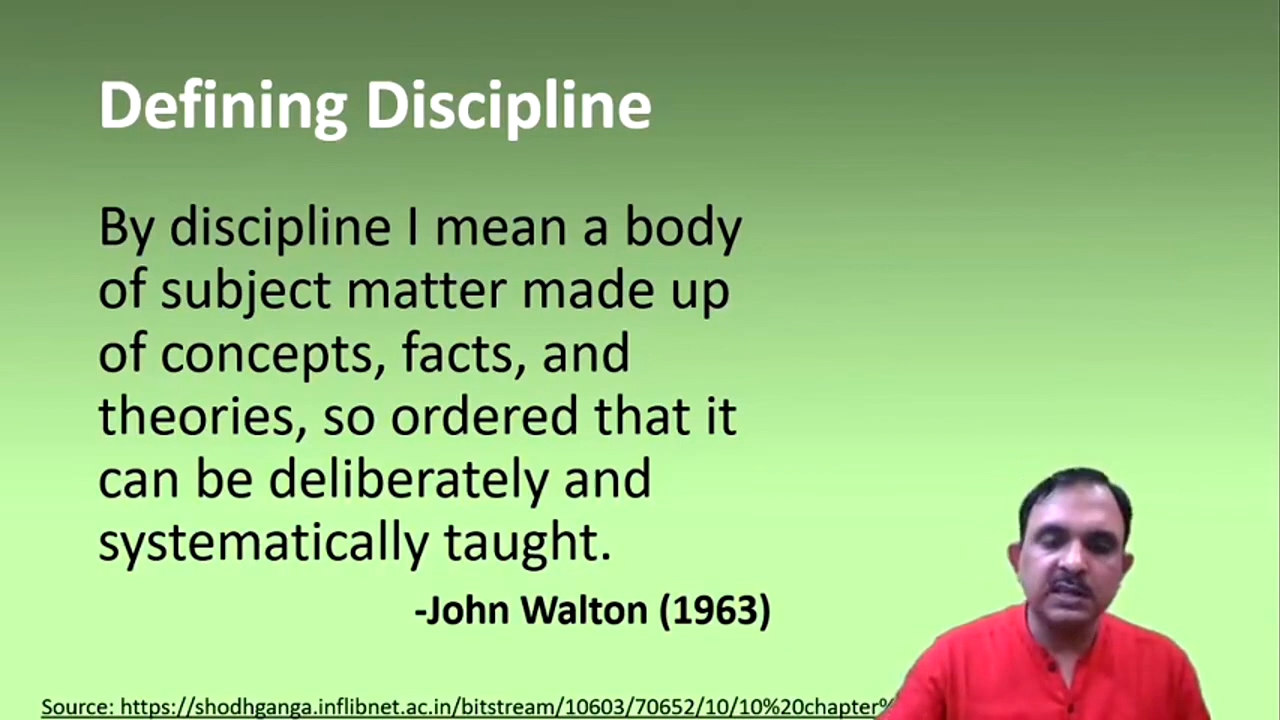 Defining Discipline
By discipline I mean a body
of subject matter made up
of concepts, facts, and
theories, so ordered that it
can be deliberately and
systematically taught.
-John Walton (1963)
Source: https://shodhganga.inflibnet.ac.in/bitstream/10603/70652/10/10%20chapter%